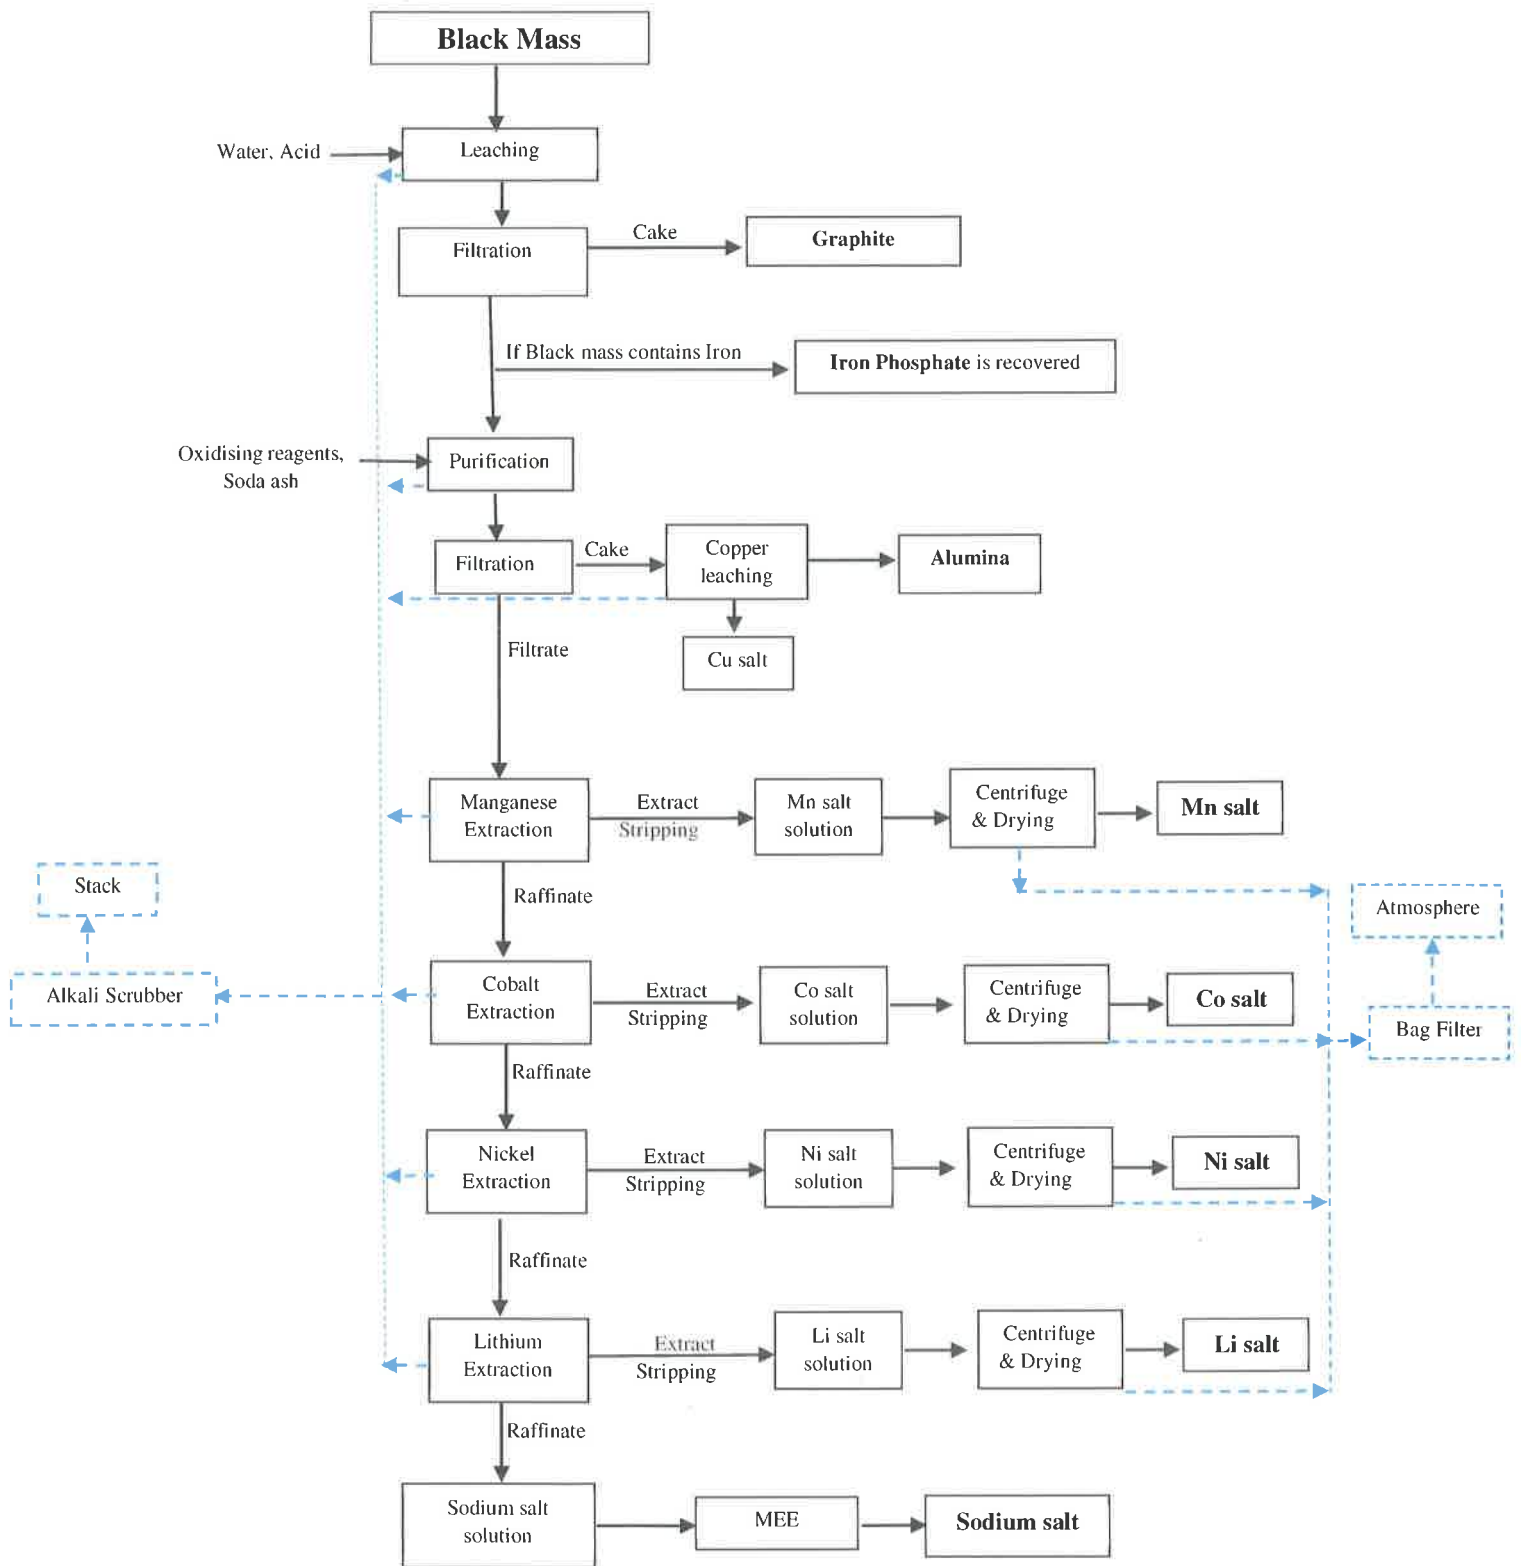 Black Mass
Water, Acid
Leaching
Filtration
Cake
Graphite
If Black mass contains Iron
Iron Phosphate is recovered
Oxidising reagents,
Soda ash
Purification
Filtration
Cake
Copper
leaching
Alumina
Filtrate
Cu salt
Manganese
Extraction
Extract
Stripping
Mn salt
solution
Centrifuge
& Drying
Mn salt
Stack
Raffinate
Atmosphere
Alkali Scrubber
Cobalt
Extraction
Extract
Stripping
Co salt
solution
Centrifuge
& Drying
Co salt
Bag Filter
Raffinate
Nickel
Extraction
Extract
Stripping
Ni salt
solution
Centrifuge
& Drying
Ni salt
Raffinate
Lithium
Extraction
Extract
Stripping
Li salt
solution
Centrifuge
& Drying
Li salt
Raffinate
Sodium salt
solution
MEE
Sodium salt